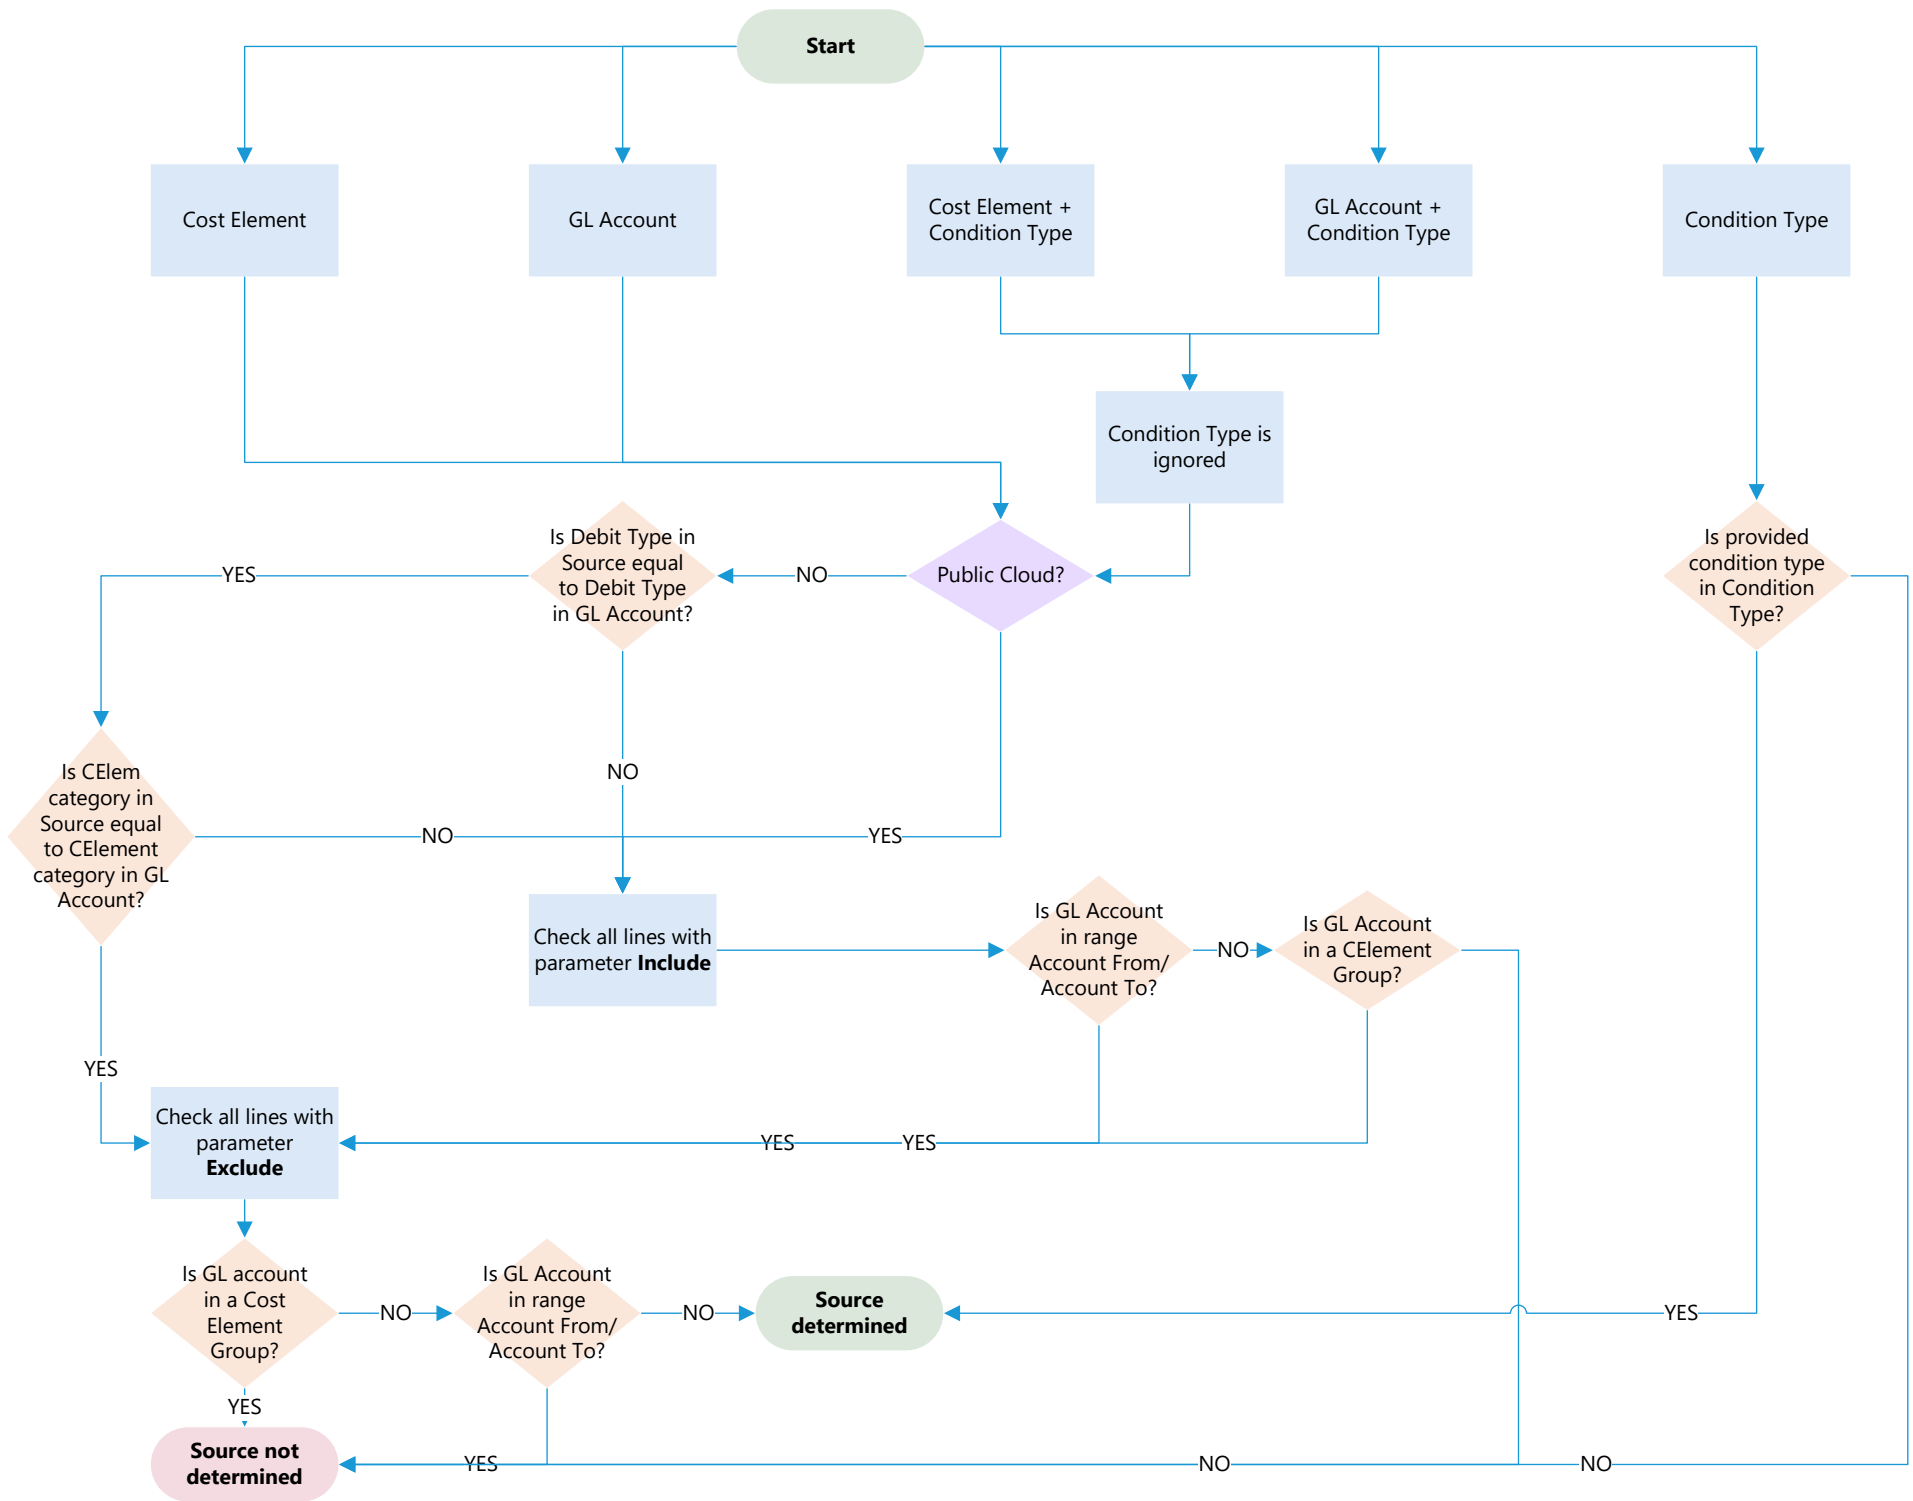 Start
Cost Element
GL Account
Cost Element +
Condition Type
GL Account +
Condition Type
Condition Type
Condition Type is
ignored
Is Debit Type in
Source equal
to Debit Type
in GL Account?
Public Cloud?
Is provided
condition type
in Condition
Type?
YES
NO
NO
Is CElem
category in
Source equal
to CElement
category in GL
Account?
NO
YES
Check all lines with
parameter Include
Is GL Account
in range
Account From/
Account To?
NO
Is GL Account
in a CElement
Group?
YES
Check all lines with
parameter
Exclude
YES
YES
Is GL account
in a Cost
Element
Group?
NO
Is GL Account
in range
Account From/
Account To?
NO
Source
determined
YES
YES
Source not
determined
YES
NO
NO